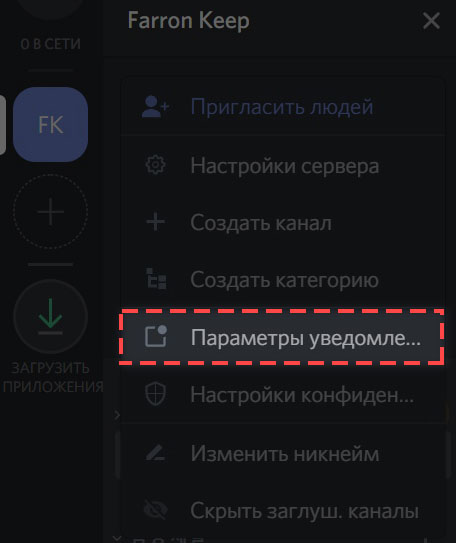 Farron Keep
0 В СЕТИ
FK
Пригласить людей
Настройки сервера
Создать канал
Создать категорию
Параметры уведомле...
ЗАГРУЗИТЬ
ПРИЛОЖЕНИЯ
Настройки конфиден...
Изменить никнейм
Скрыть заглуш. каналы